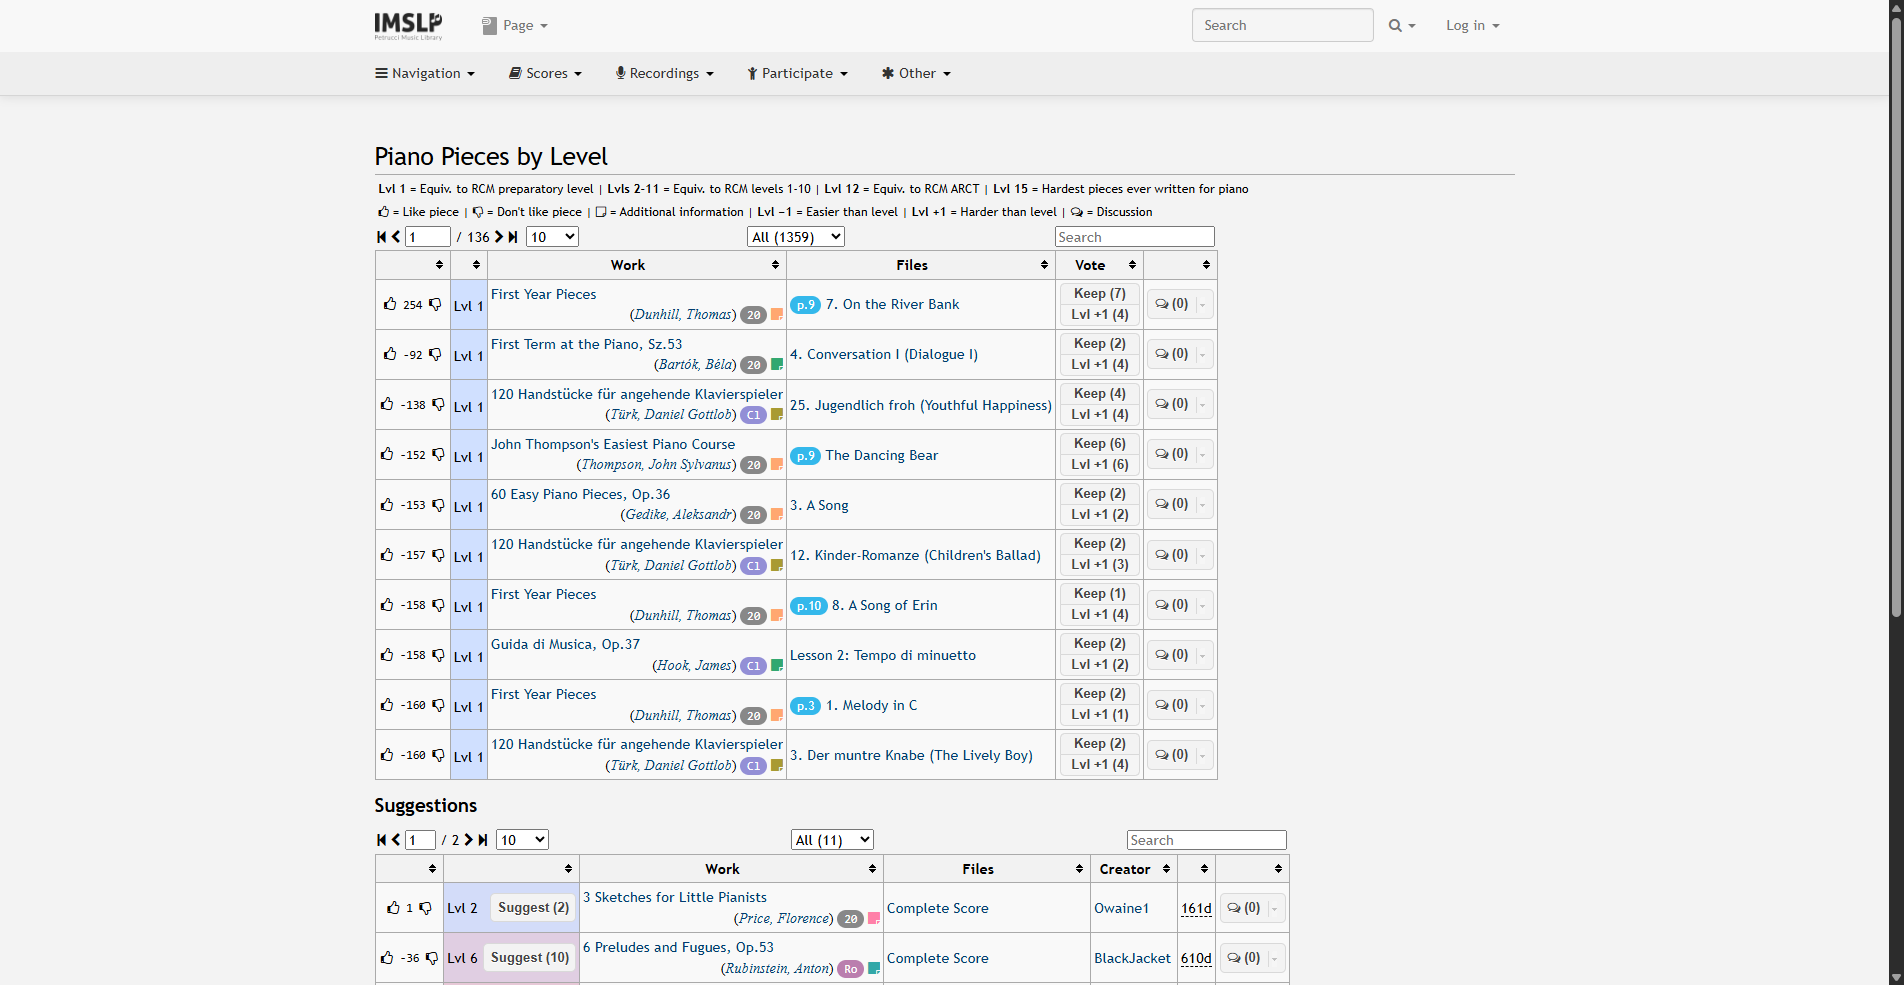 IMSLP
Petrucci Music Library
Page
Search
Log in
Navigation
Scores
Recordings
Participate
Other
Piano Pieces by Level
Lvl 1 = Equiv. to RCM preparatory level | Lvls 2-11 = Equiv. to RCM levels 1-10 | Lvl 12 = Equiv. to RCM ARCT | Lvl 15 = Hardest pieces ever written for piano
= Like piece | = Don't like piece | = Additional information | Lvl −1 = Easier than level | Lvl +1 = Harder than level | = Discussion
1 / 136 10 All (1359) Search
Work Files Vote
254 Lvl 1 First Year Pieces (Dunhill, Thomas) 20 p.9 7. On the River Bank Keep (7) Lvl +1 (4) (0)
-92 Lvl 1 First Term at the Piano, Sz.53 (Bartók, Béla) 20 4. Conversation I (Dialogue I) Keep (2) Lvl +1 (4) (0)
-138 Lvl 1 120 Handstücke für angehende Klavierspieler (Türk, Daniel Gottlob) Cl 25. Jugendlich froh (Youthful Happiness) Keep (4) Lvl +1 (4) (0)
-152 Lvl 1 John Thompson's Easiest Piano Course (Thompson, John Sylvanus) 20 p.9 The Dancing Bear Keep (6) Lvl +1 (6) (0)
-153 Lvl 1 60 Easy Piano Pieces, Op.36 (Gedike, Aleksandr) 20 3. A Song Keep (2) Lvl +1 (2) (0)
-157 Lvl 1 120 Handstücke für angehende Klavierspieler (Türk, Daniel Gottlob) Cl 12. Kinder-Romanze (Children's Ballad) Keep (2) Lvl +1 (3) (0)
-158 Lvl 1 First Year Pieces (Dunhill, Thomas) 20 p.10 8. A Song of Erin Keep (1) Lvl +1 (4) (0)
-158 Lvl 1 Guida di Musica, Op.37 (Hook, James) Cl Lesson 2: Tempo di minuetto Keep (2) Lvl +1 (2) (0)
-160 Lvl 1 First Year Pieces (Dunhill, Thomas) 20 p.3 1. Melody in C Keep (2) Lvl +1 (1) (0)
-160 Lvl 1 120 Handstücke für angehende Klavierspieler (Türk, Daniel Gottlob) Cl 3. Der muntre Knabe (The Lively Boy) Keep (2) Lvl +1 (4) (0)
Suggestions
1 / 2 10 All (11) Search
Work Files Creator
1 Lvl 2 Suggest (2) 3 Sketches for Little Pianists (Price, Florence) 20 Complete Score Owaine1 161d (0)
-36 Lvl 6 Suggest (10) 6 Preludes and Fugues, Op.53 (Rubinstein, Anton) Ro Complete Score BlackJacket 610d (0)